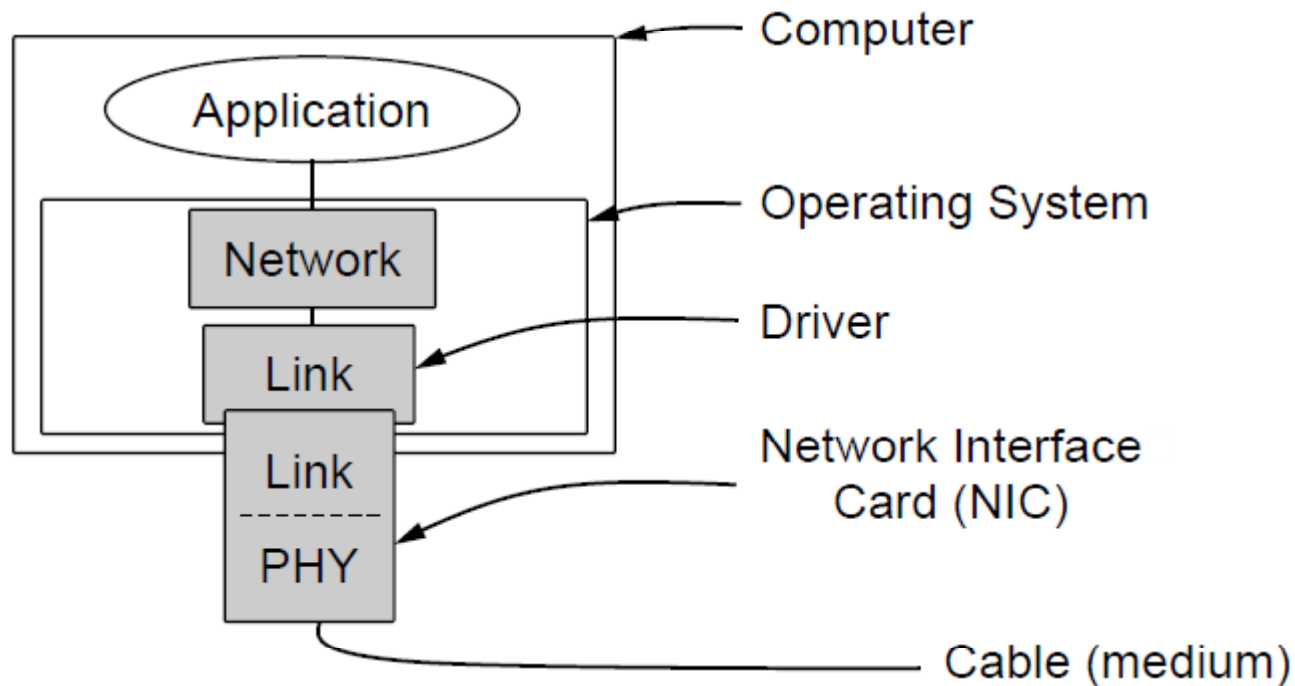 Computer
Application
Operating System
Network
Driver
Link
Network Interface
Card (NIC)
Link
PHY
Cable (medium)